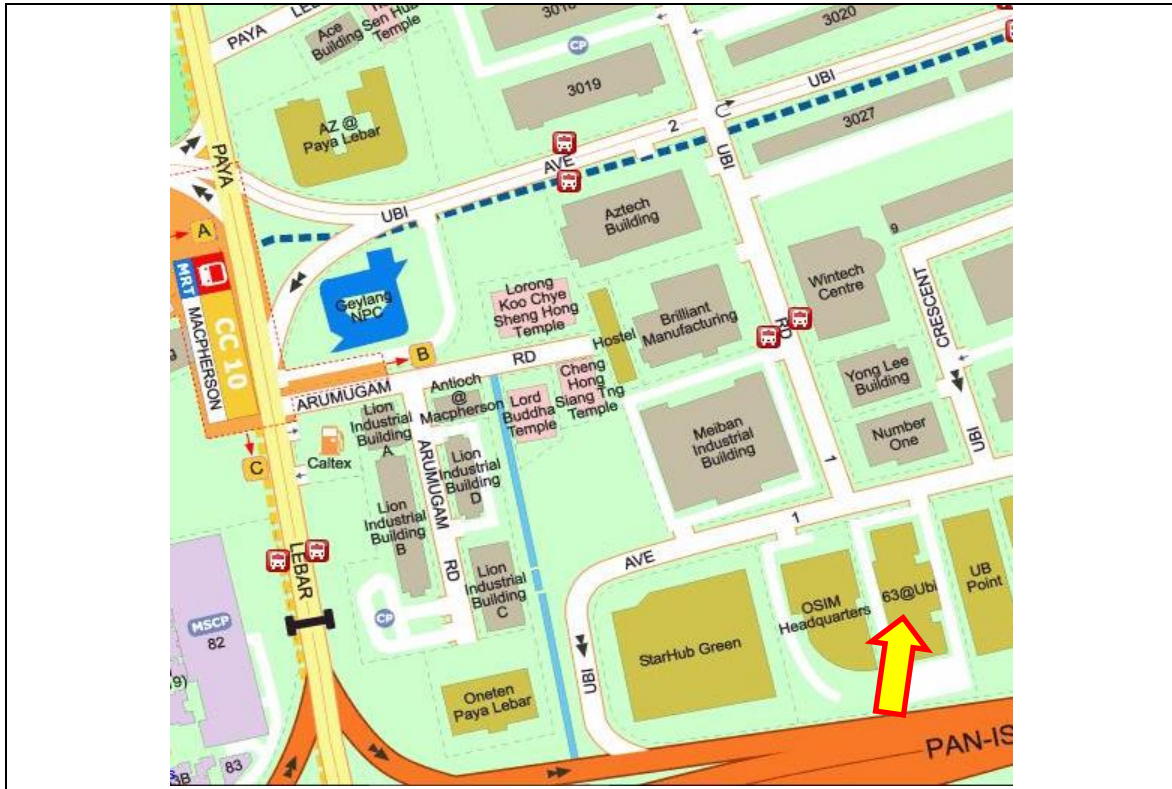 PAYA LE
Ace
Building
Sen Hu
Temple
3016
CP
3019
3020
UBI
3027
AZ @
Paya Lebar
PAYA
AVE
2
UBI
UBI
Aztech
Building
A
MRT
MACPHERSON
CC 10
Geylang
NPC
Lorong
Koo Chye
Sheng Hong
Temple
Hostel
Brilliant
Manufacturing
RD
Wintech
Centre
9
CRESCENT
B
RD
ARUMUGAM
Antioch
@
Macpherson
Lord
Buddha
Temple
Cheng
Hong
Siang Tng
Temple
Yong Lee
Building
Number
One
UBI
Lion
Industrial
Building
A
Caltex
C
ARUMUGAM
RD
Lion
Industrial
Building
D
Meiban
Industrial
Building
1
Lion
Industrial
Building
B
LEBAR
Lion
Industrial
Building
C
CP
MSCP
82
AVE
1
UBI
StarHub Green
OSIM
Headquarters
63@Ubi
UB
Point
Oneten
Paya Lebar
9)
3B
83
PAN-IS